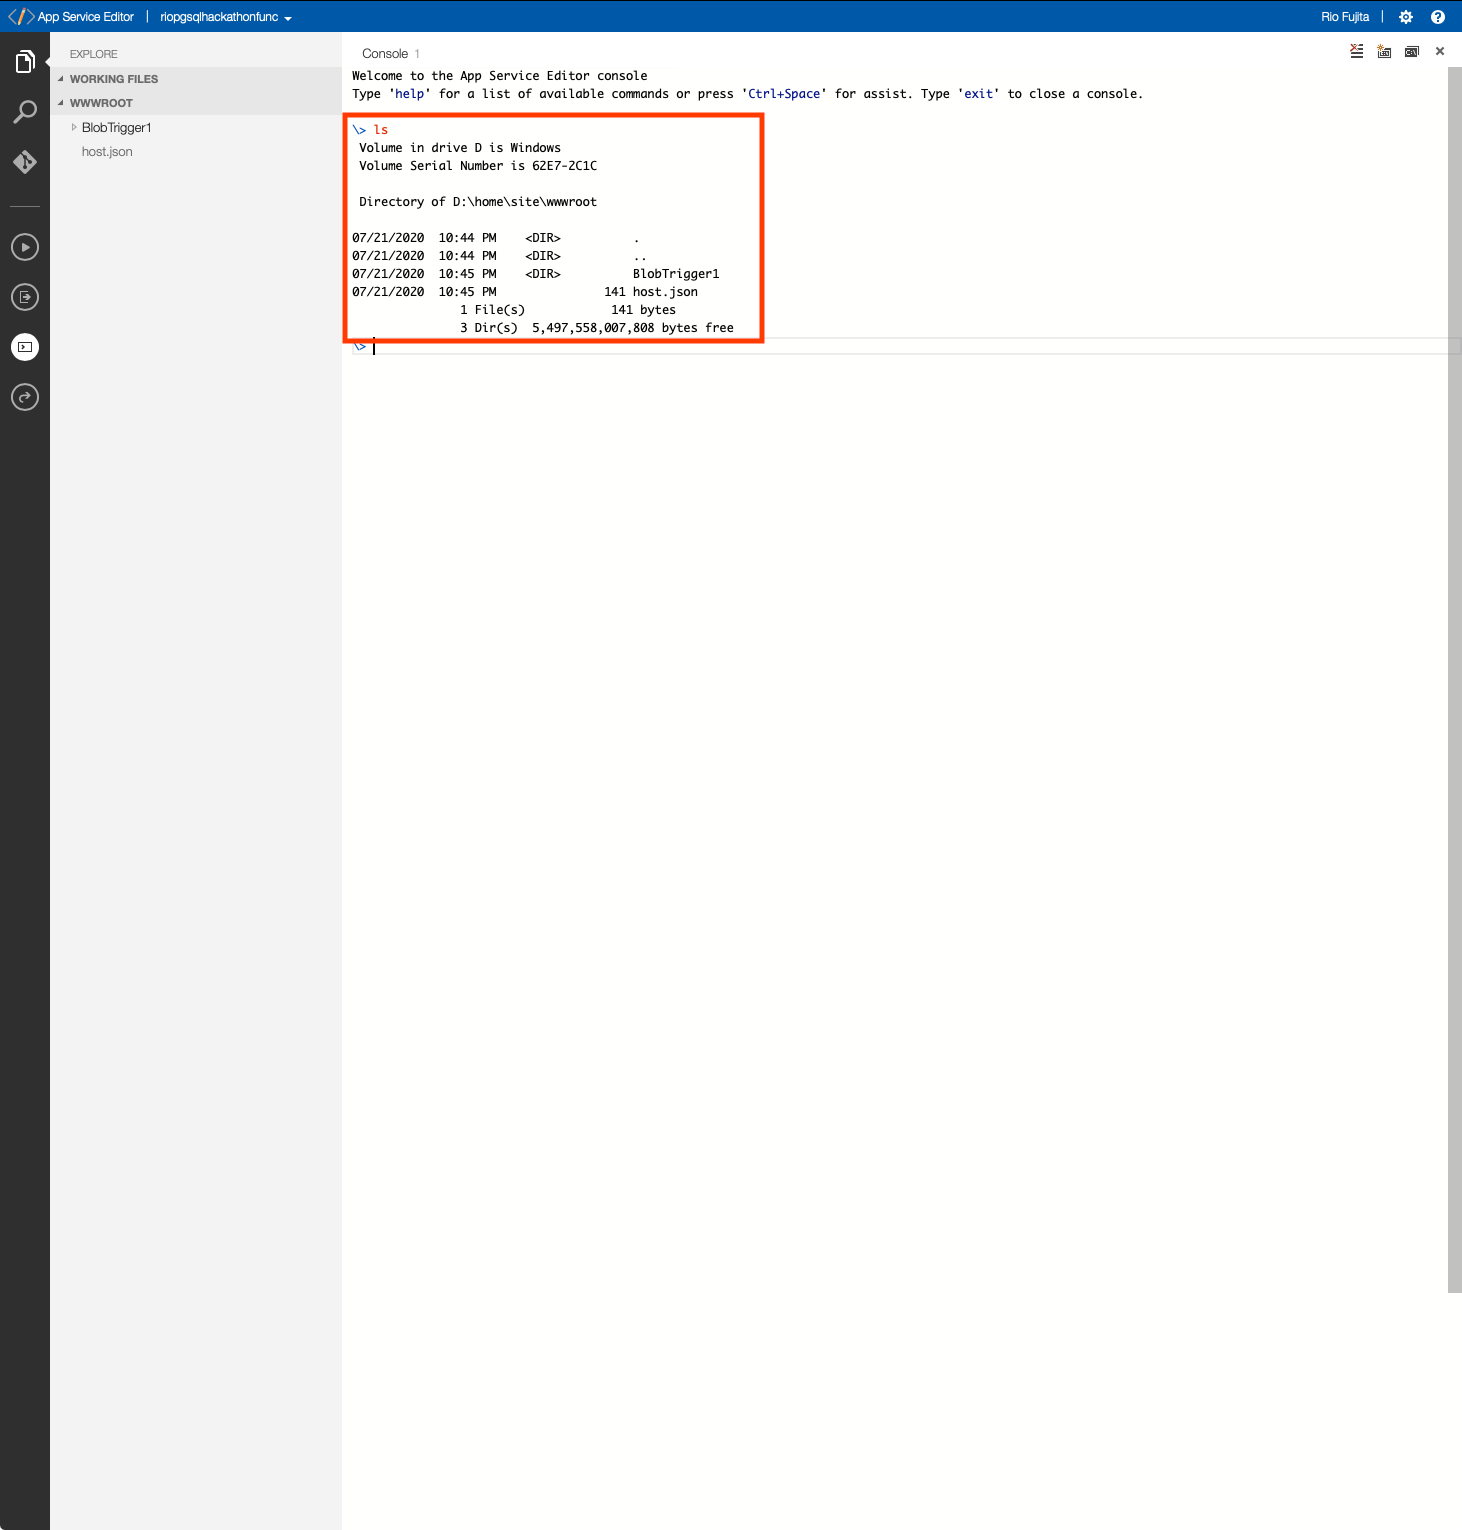 App Service Editor | riopgsqlhackathonfunc
Rio Fujita |
EXPLORE
WORKING FILES
WWWROOT
BlobTrigger1
host.json
Console 1
Welcome to the App Service Editor console
Type 'help' for a list of available commands or press 'Ctrl+Space' for assist. Type 'exit' to close a console.
\> ls
Volume in drive D is Windows
Volume Serial Number is 62E7-2C1C
Directory of D:\home\site\wwwroot
07/21/2020  10:44 PM    <DIR>          .
07/21/2020  10:44 PM    <DIR>          ..
07/21/2020  10:45 PM    <DIR>          BlobTrigger1
07/21/2020  10:45 PM               141 host.json
1 File(s)            141 bytes
3 Dir(s)  5,497,558,007,808 bytes free
\>